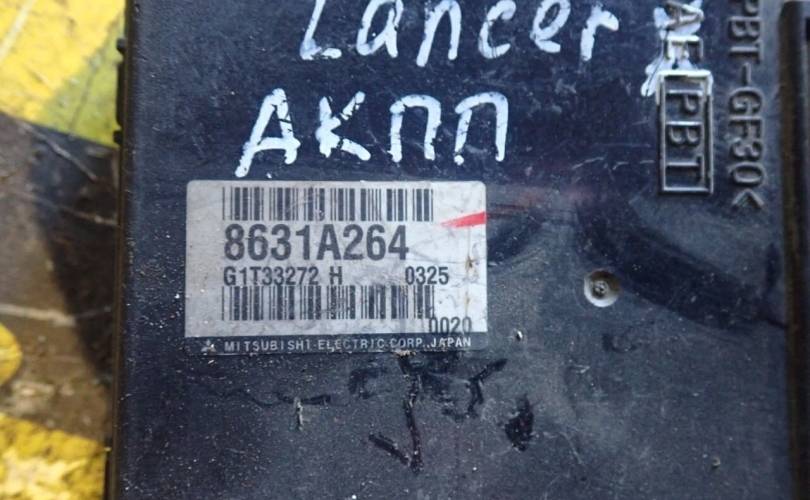 Lancer X
АКПП
8631A264
G1T33272 H 0325
0020
MITSUBISHI ELECTRIC CORP. JAPAN
PBT
PBT-GF30<